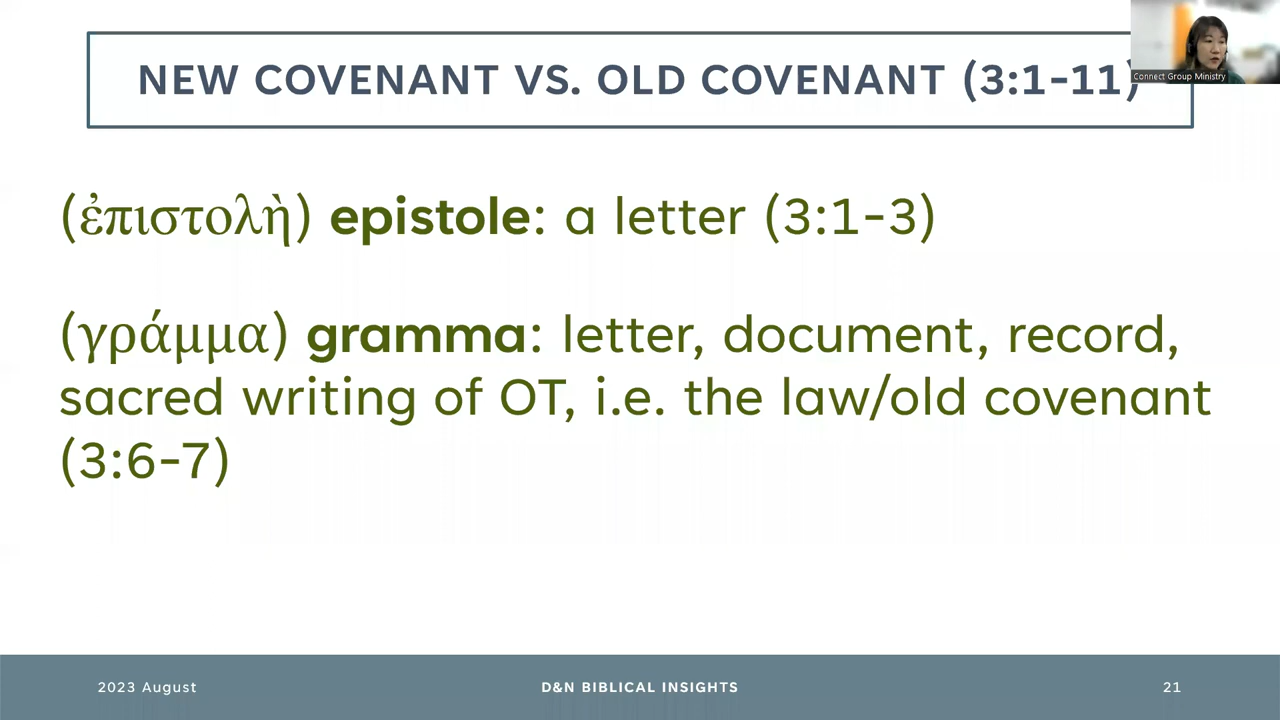 NEW COVENANT VS. OLD COVENANT (3:1-11)
Connect Group Ministry
(ἐπιστολὴ) epistole: a letter (3:1-3)
(γράμμα) gramma: letter, document, record,
sacred writing of OT, i.e. the law/old covenant
(3:6-7)
2023 August
D&N BIBLICAL INSIGHTS
21